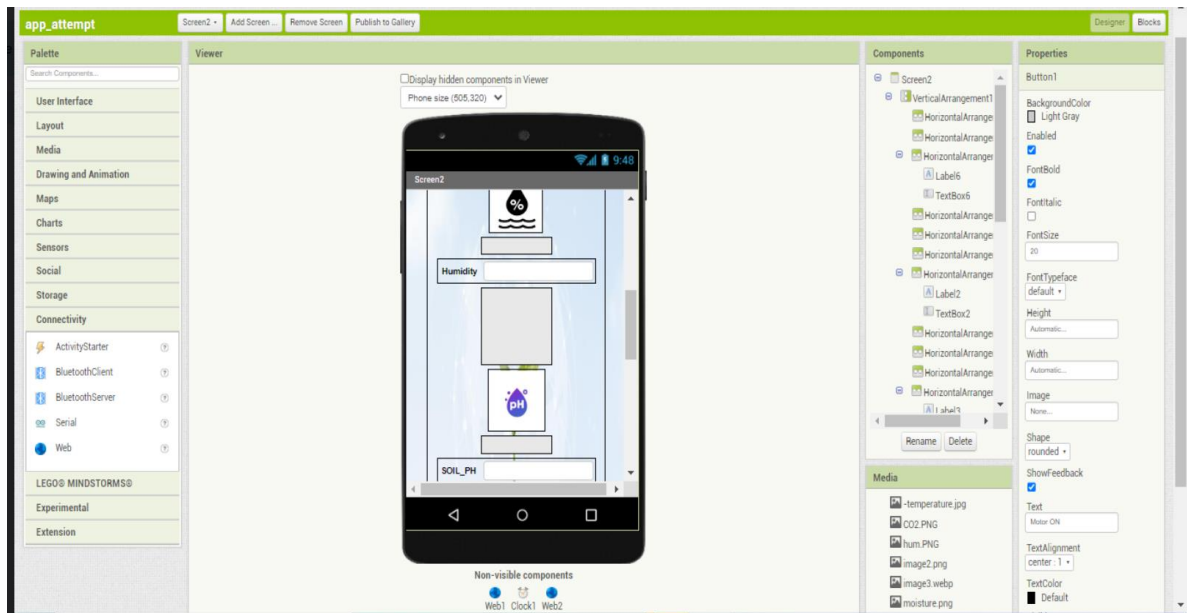 app_attempt
Screen2
Add Screen ...
Remove Screen
Publish to Gallery
Designer
Blocks
Palette
Search Components...
User Interface
Layout
Media
Drawing and Animation
Maps
Charts
Sensors
Social
Storage
Connectivity
ActivityStarter
BluetoothClient
BluetoothServer
Serial
Web
LEGO® MINDSTORMS®
Experimental
Extension
Viewer
Display hidden components in Viewer
Phone size (505,320)
9:48
Screen2
%
Humidity
pH
SOIL_PH
Non-visible components
Web1 Clock1 Web2
Components
Screen2
VerticalArrangement1
HorizontalArrange
HorizontalArrange
HorizontalArranger
Label6
TextBox6
HorizontalArrange
HorizontalArrange
HorizontalArrange
HorizontalArranger
Label2
TextBox2
HorizontalArrange
HorizontalArrange
HorizontalArrange
HorizontalArranger
Label3
Rename
Delete
Media
-temperature.jpg
CO2.PNG
hum.PNG
image2.png
image3.webp
moisture.png
Properties
Button1
BackgroundColor
Light Gray
Enabled
FontBold
FontItalic
FontSize
20
FontTypeface
default
Height
Automatic...
Width
Automatic...
Image
None...
Shape
rounded
ShowFeedback
Text
Motor ON
TextAlignment
center : 1
TextColor
Default